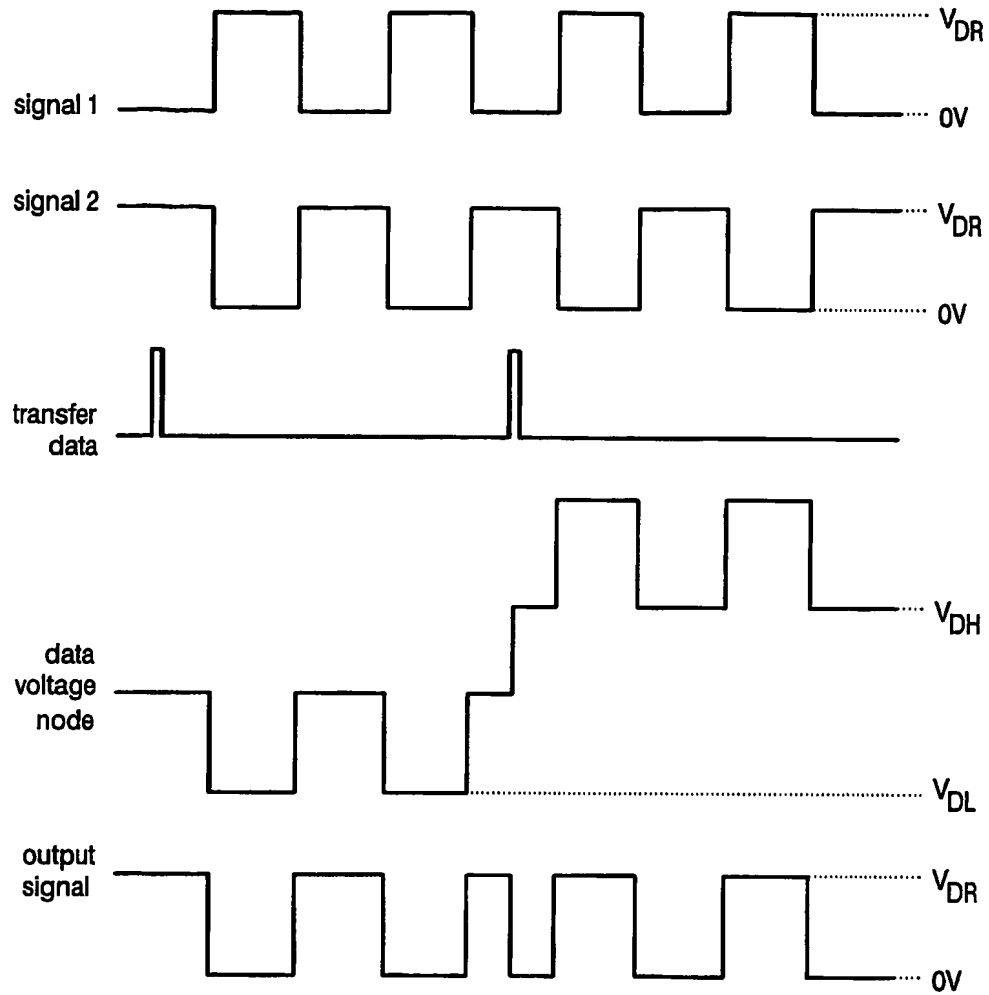 V_DR
signal 1
0V
signal 2
V_DR
0V
transfer
data
V_DH
data
voltage
node
V_DL
output
signal
V_DR
0V